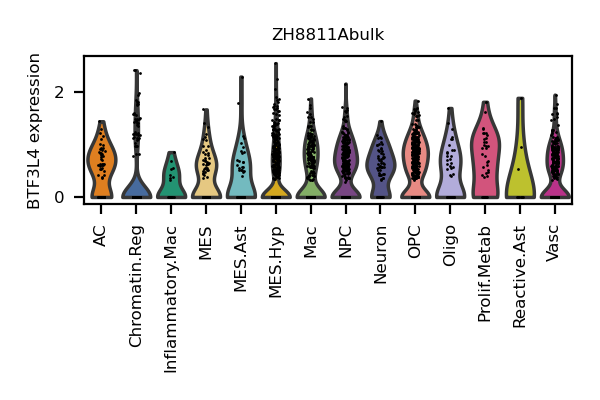 ZH8811Abulk
BTF3L4 expression
2
0
AC
Chromatin.Reg
Inflammatory.Mac
MES
MES.Ast
MES.Hyp
Mac
NPC
Neuron
OPC
Oligo
Prolif.Metab
Reactive.Ast
Vasc